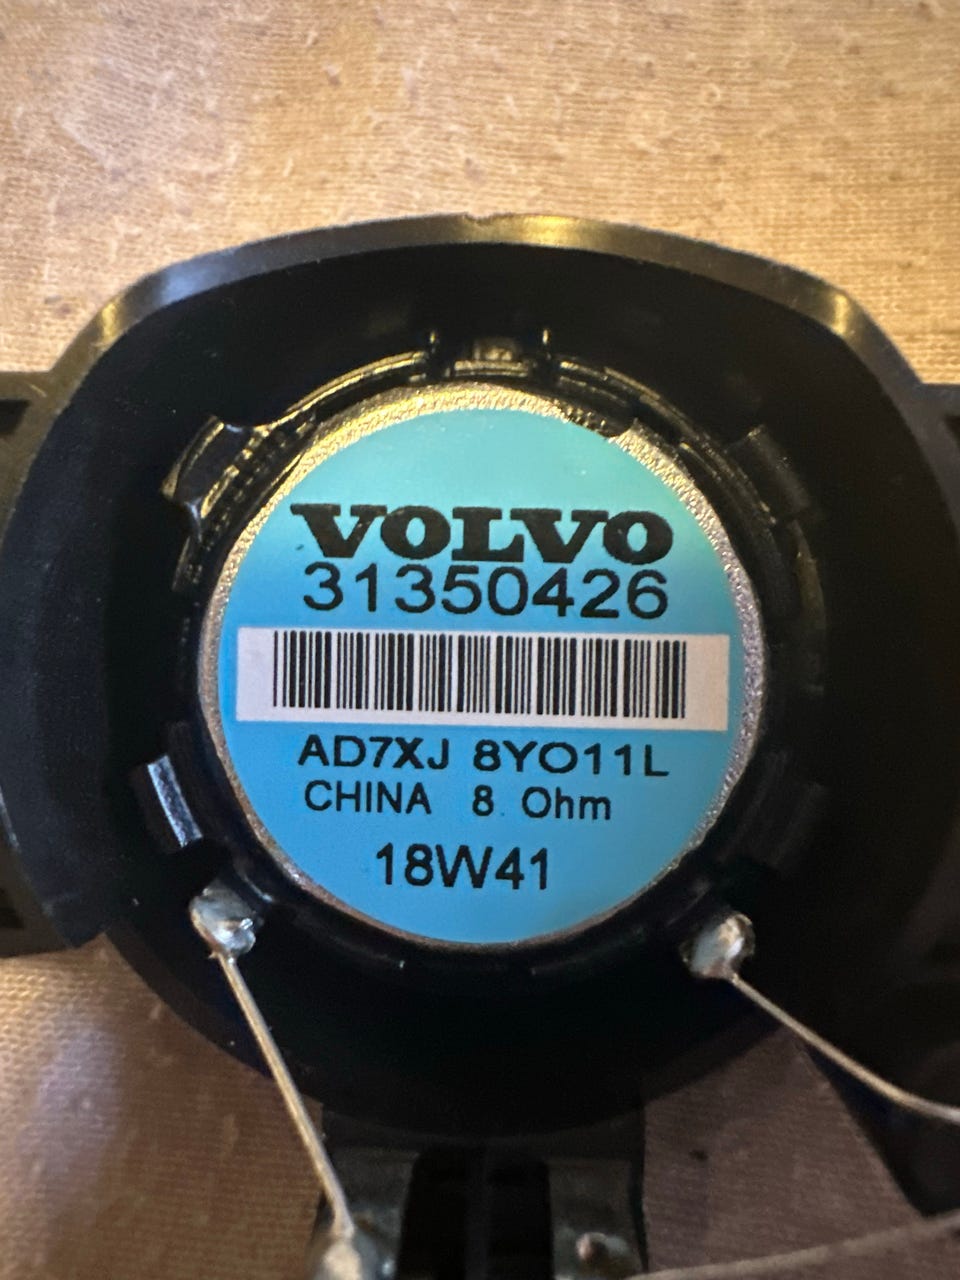 VOLVO
31350426
AD7XJ 8YO11L
CHINA 8 Ohm
18W41